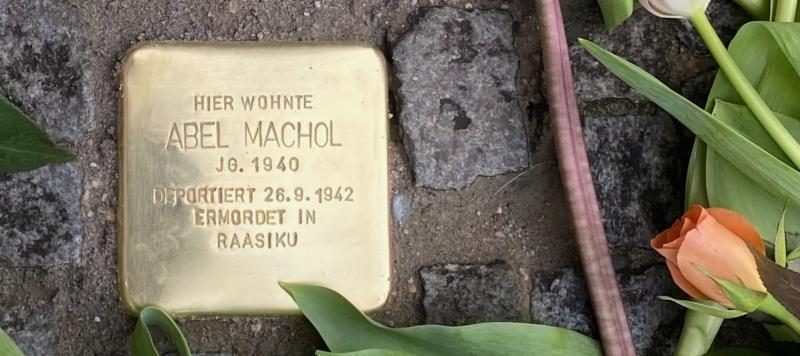 HIER WOHNTE
ABEL MACHOL
JG. 1940
DEPORTIERT 26.9.1942
ERMORDET IN
RAASIKU